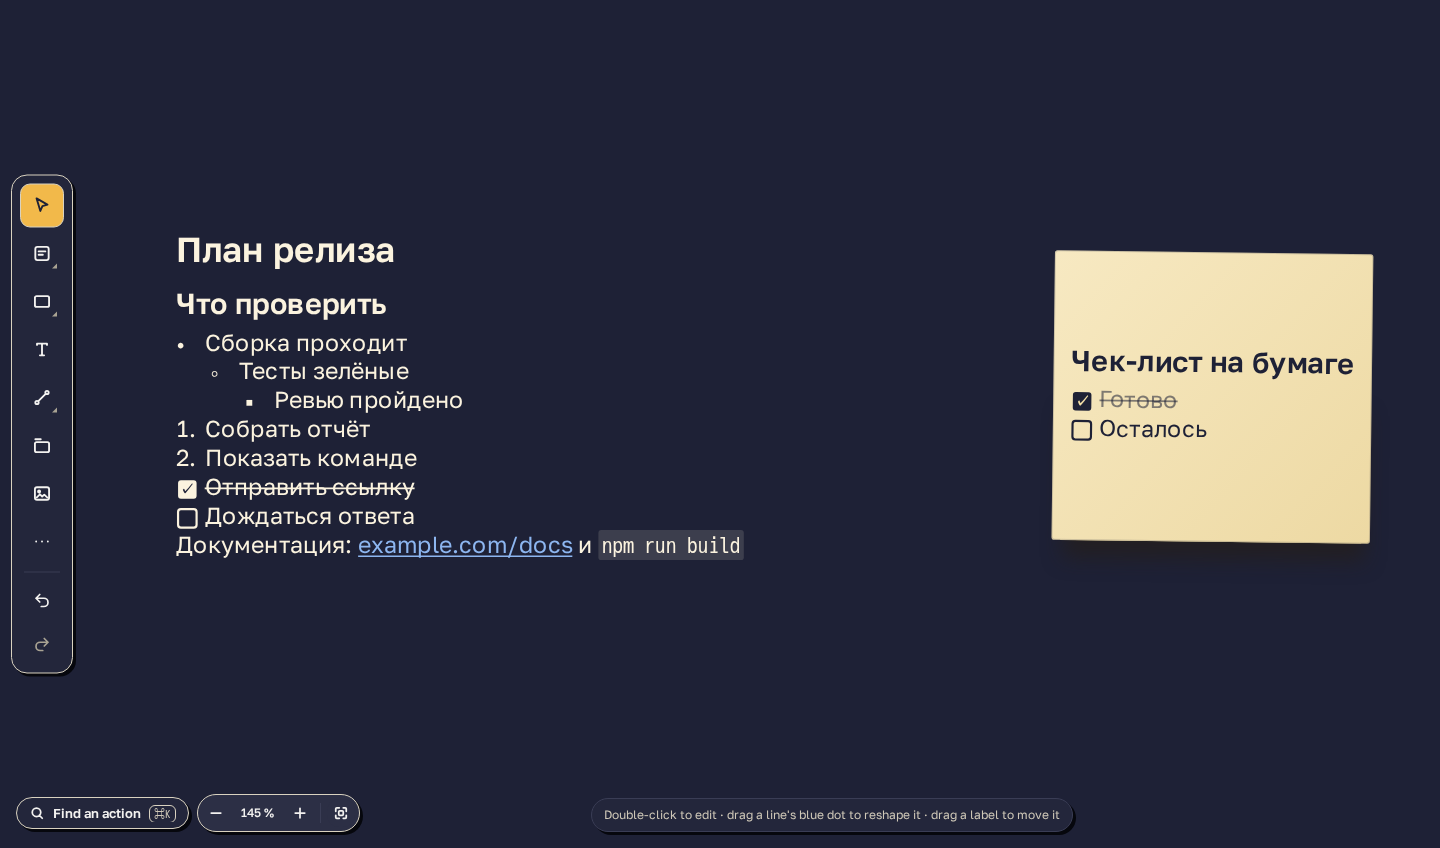 План релиза
Что проверить
• Сборка проходит
◦ Тесты зелёные
▪ Ревью пройдено
1. Собрать отчёт
2. Показать команде
☑ Отправить ссылку
☐ Дождаться ответа
Документация: example.com/docs и npm run build
Чек-лист на бумаге
☑ Готово
☐ Осталось
Find an action ⌘K
145 %
Double-click to edit · drag a line's blue dot to reshape it · drag a label to move it